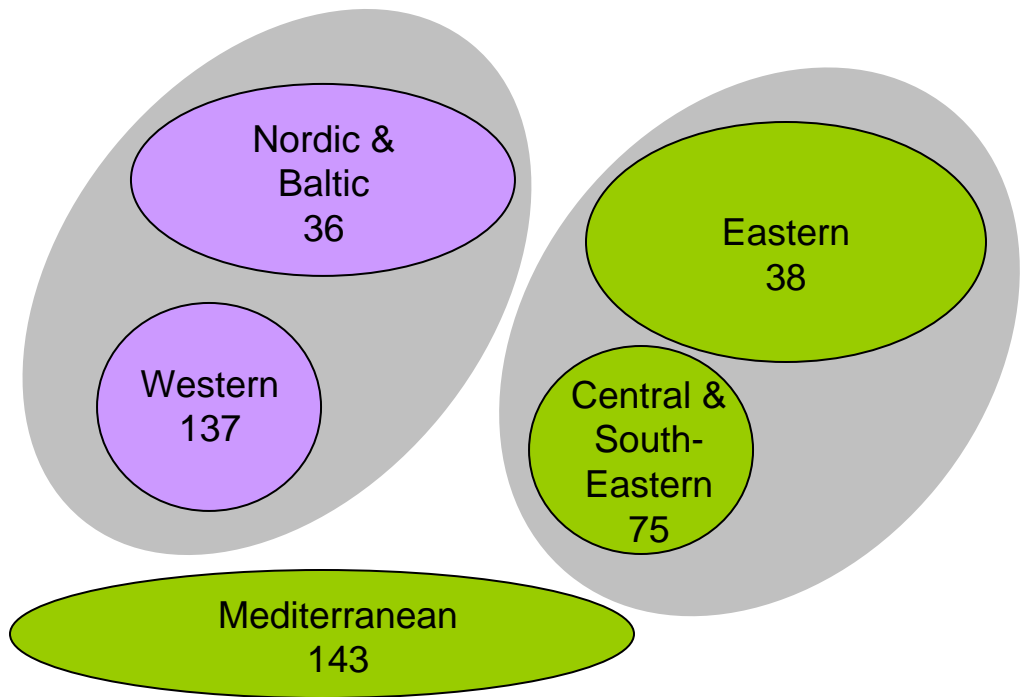 Nordic &
Baltic
36
Eastern
38
Western
137
Central &
South-
Eastern
75
Mediterranean
143